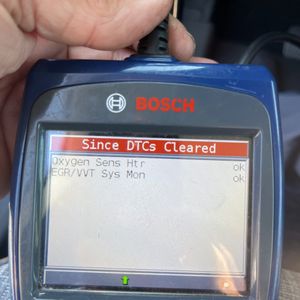 BOSCH
Since DTCs Cleared
Oxygen Sens Htr ok
EGR/VVT Sys Mon ok